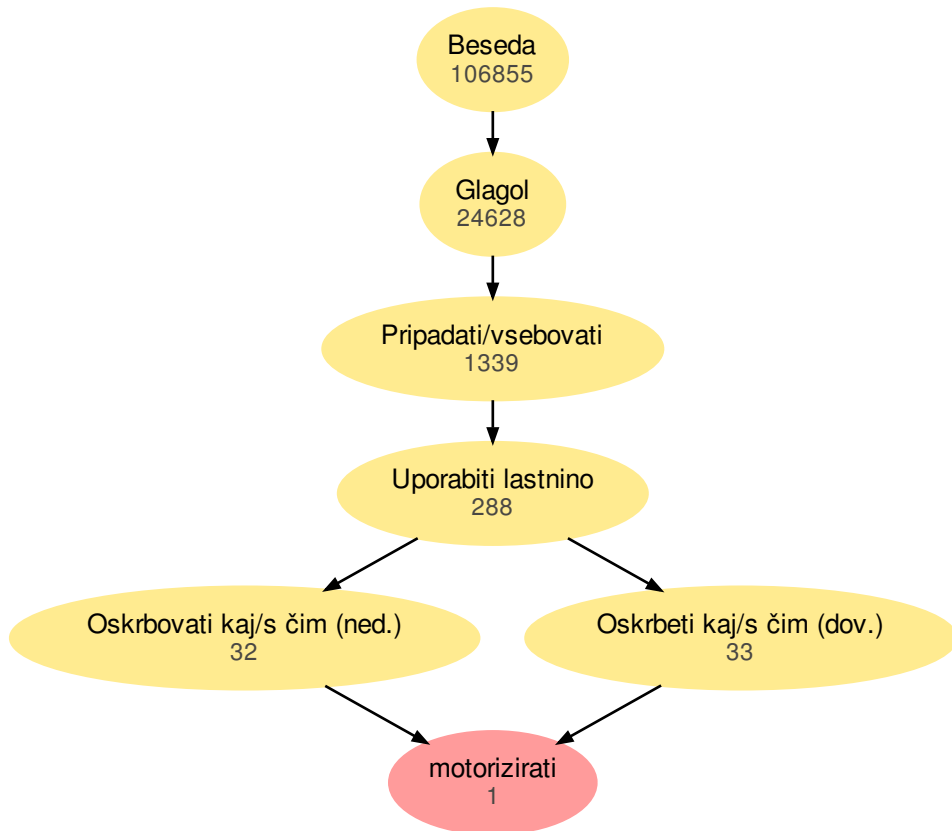 Beseda
106855
Glagol
24628
Pripadati/vsebovati
1339
Uporabiti lastnino
288
Oskrbovati kaj/s čim (ned.)
32
Oskrbeti kaj/s čim (dov.)
33
motorizirati
1